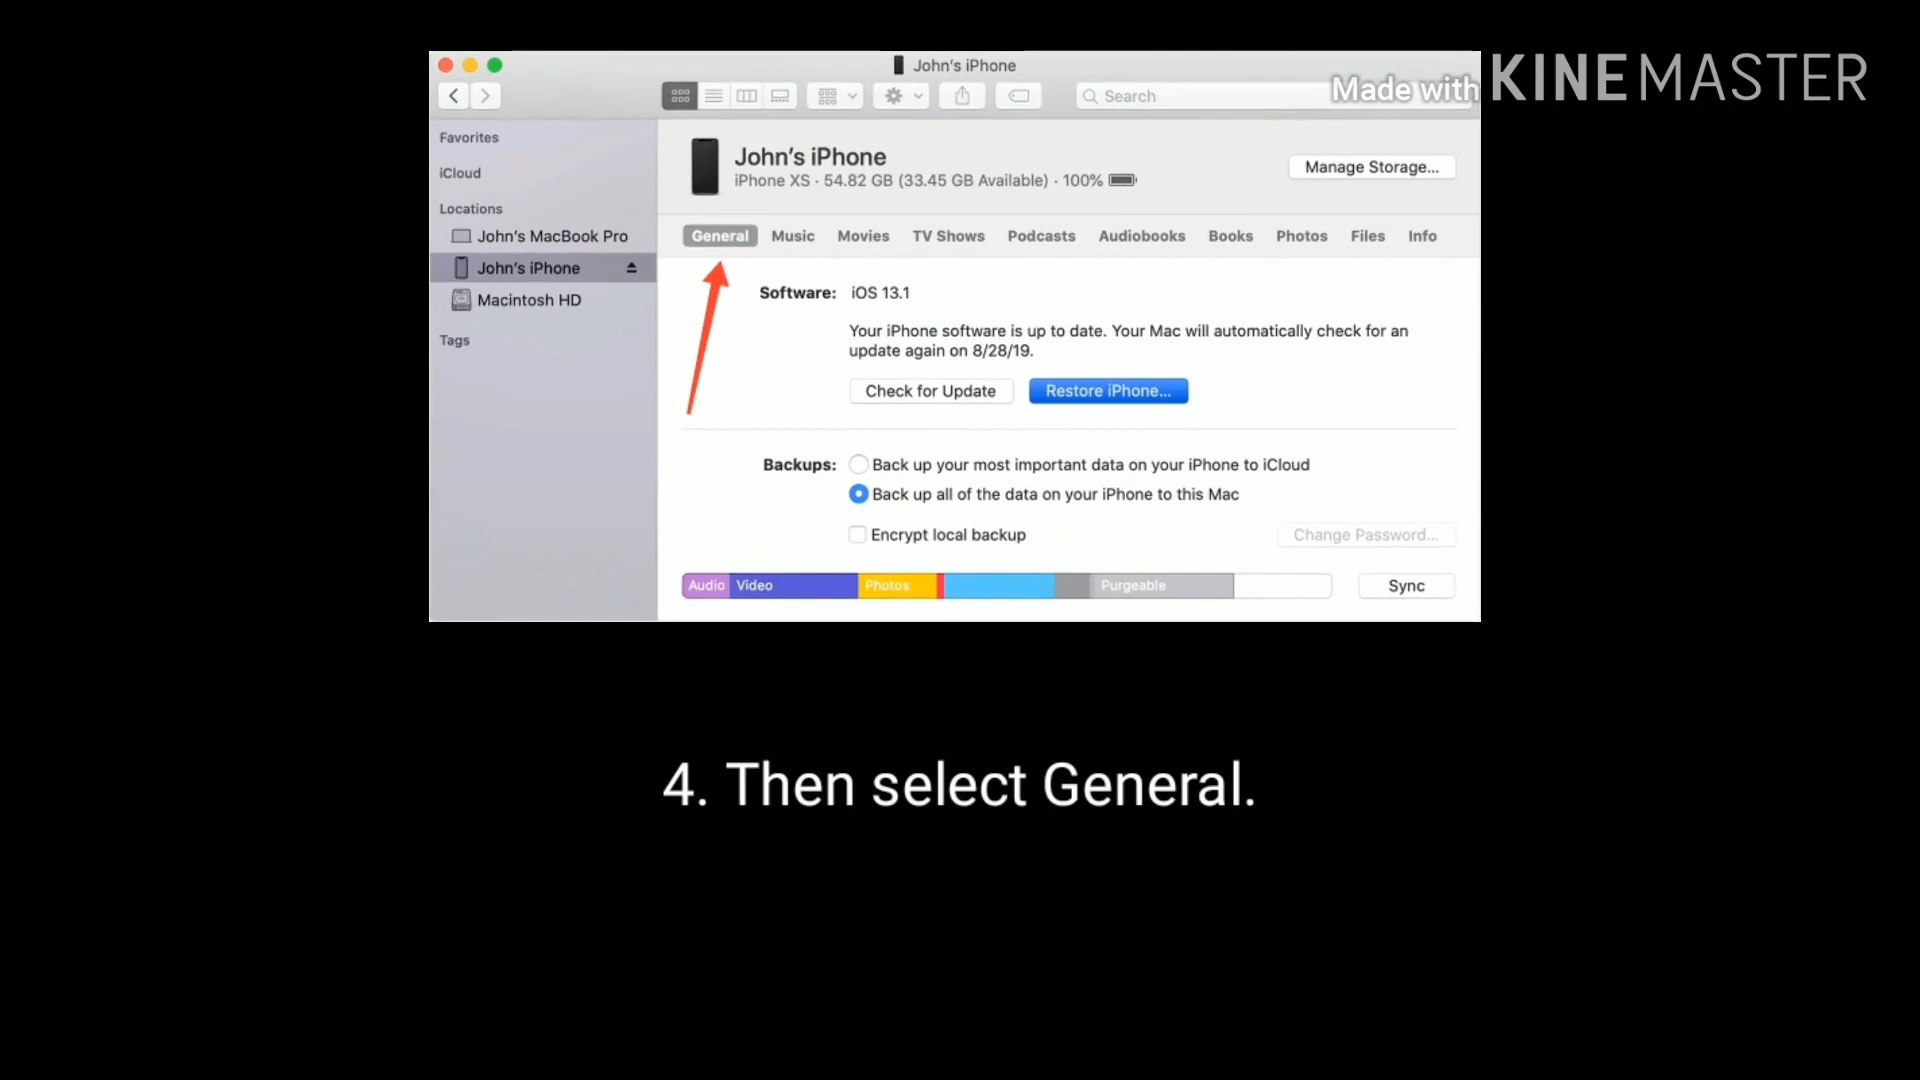 John's iPhone
Search
Made with KINEMASTER
Favorites
iCloud
Locations
John's MacBook Pro
John's iPhone
Macintosh HD
Tags
John's iPhone
iPhone XS · 54.82 GB (33.45 GB Available) · 100%
Manage Storage...
General Music Movies TV Shows Podcasts Audiobooks Books Photos Files Info
Software: iOS 13.1
Your iPhone software is up to date. Your Mac will automatically check for an
update again on 8/28/19.
Check for Update Restore iPhone...
Backups: Back up your most important data on your iPhone to iCloud
Back up all of the data on your iPhone to this Mac
Encrypt local backup Change Password...
Audio Video Photos Purgeable Sync
4. Then select General.